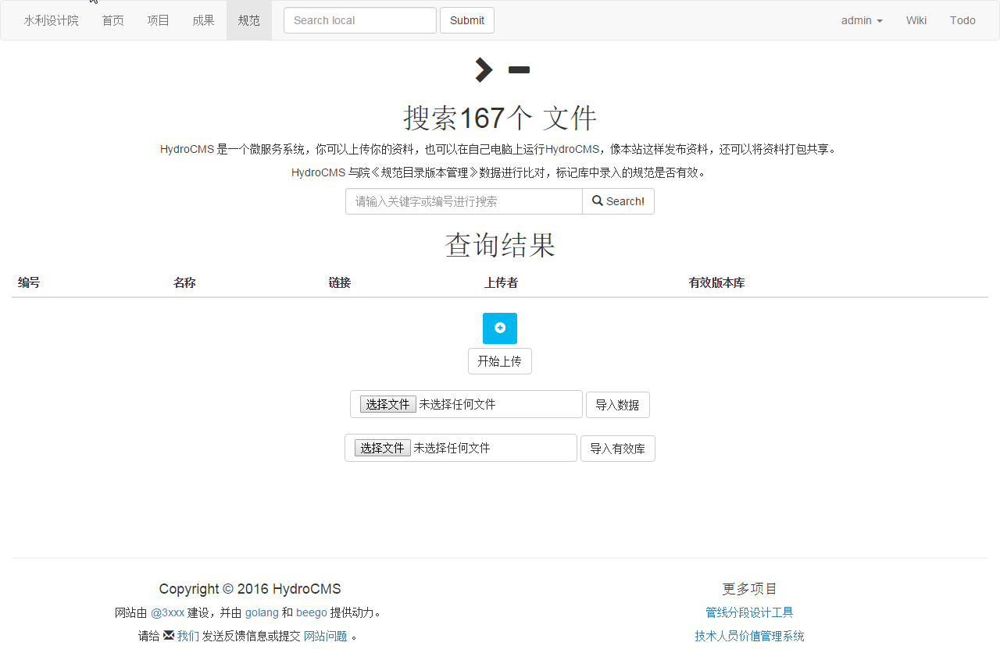 水利设计院 首页 项目 成果 规范 Search local Submit admin Wiki Todo
搜索167个 文件
HydroCMS 是一个微服务系统，你可以上传你的资料，也可以在自己电脑上运行HydroCMS，像本站这样发布资料，还可以将资料打包共享。
HydroCMS 与院《规范目录版本管理》数据进行比对，标记库中录入的规范是否有效。
请输入关键字或编号进行搜索 Search!
查询结果
编号 名称 链接 上传者 有效版本库
开始上传
选择文件 未选择任何文件 导入数据
选择文件 未选择任何文件 导入有效库
Copyright © 2016 HydroCMS
网站由 @3xxx 建设，并由 golang 和 beego 提供动力。
请给 我们 发送反馈信息或提交 网站问题 。
更多项目
管线分段设计工具
技术人员价值管理系统